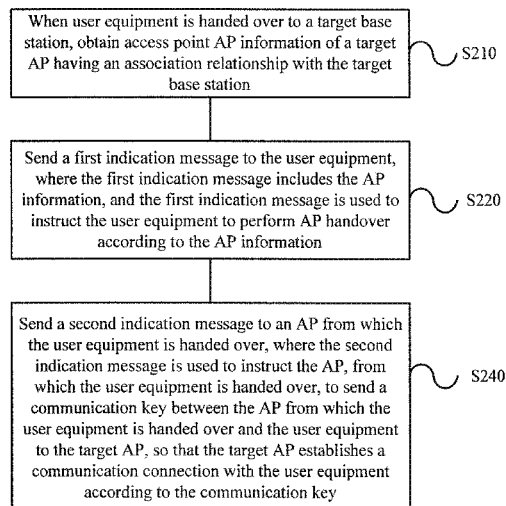 When user equipment is handed over to a target base
station, obtain access point AP information of a target
AP having an association relationship with the target
base station
S210
Send a first indication message to the user equipment,
where the first indication message includes the AP
information, and the first indication message is used to
instruct the user equipment to perform AP handover
according to the AP information
S220
Send a second indication message to an AP from which
the user equipment is handed over, where the second
indication message is used to instruct the AP, from
which the user equipment is handed over, to send a
communication key between the AP from which the
user equipment is handed over and the user equipment
to the target AP, so that the target AP establishes a
communication connection with the user equipment
according to the communication key
S240